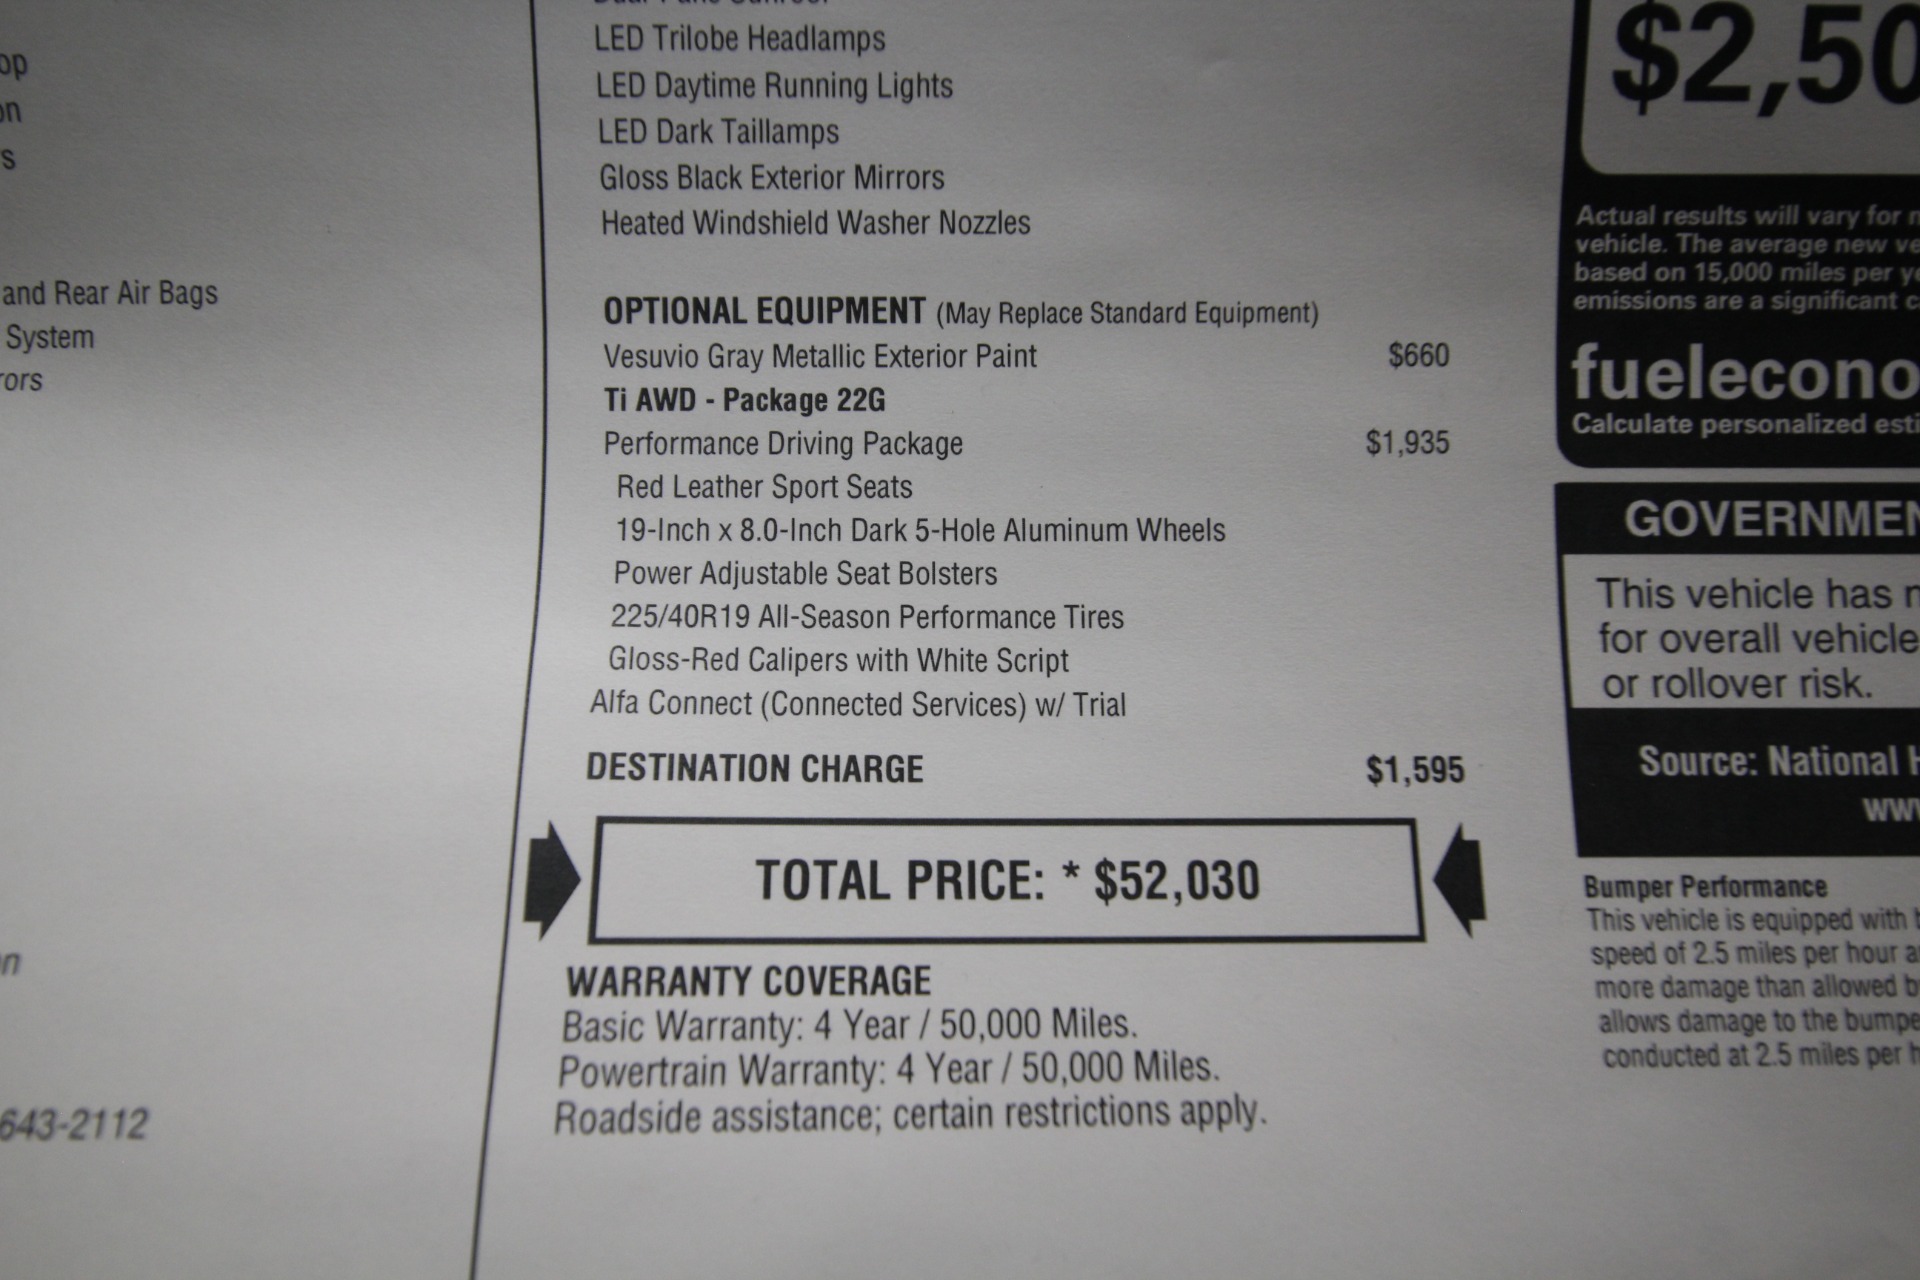 and Rear Air Bags
System
643-2112
LED Trilobe Headlamps
LED Daytime Running Lights
LED Dark Taillamps
Gloss Black Exterior Mirrors
Heated Windshield Washer Nozzles
OPTIONAL EQUIPMENT (May Replace Standard Equipment)
Vesuvio Gray Metallic Exterior Paint $660
Ti AWD - Package 22G
Performance Driving Package $1,935
Red Leather Sport Seats
19-Inch x 8.0-Inch Dark 5-Hole Aluminum Wheels
Power Adjustable Seat Bolsters
225/40R19 All-Season Performance Tires
Gloss-Red Calipers with White Script
Alfa Connect (Connected Services) w/ Trial
DESTINATION CHARGE $1,595
TOTAL PRICE: * $52,030
WARRANTY COVERAGE
Basic Warranty: 4 Year / 50,000 Miles.
Powertrain Warranty: 4 Year / 50,000 Miles.
Roadside assistance; certain restrictions apply.
$2,50
Actual results will vary for
vehicle. The average new
based on 15,000 miles per
emissions are a significant
fuelecono
Calculate personalized
GOVERNMEN
This vehicle has
for overall vehicle
or rollover risk.
Source: National
Bumper Performance
This vehicle is equipped with
speed of 2.5 miles per hour
more damage than allowed
allows damage to the
conducted at 2.5 miles per